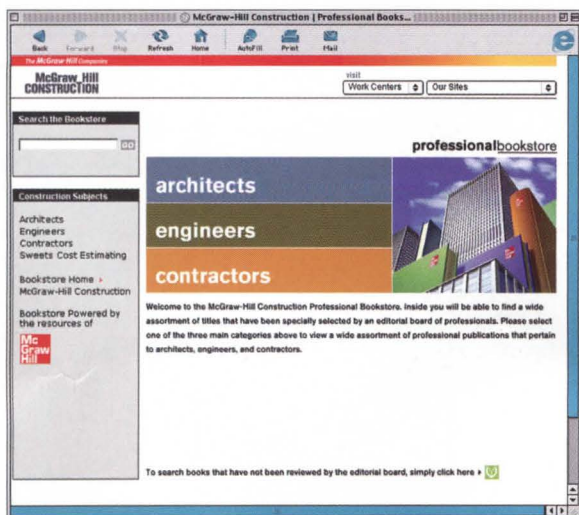 McGraw-Hill Construction | Professional Books...
Back Forward Stop Refresh Home AutoFill Print Mail
The McGraw-Hill Companies
McGraw_Hill
CONSTRUCTION
visit
Work Centers Our Sites
Search the Bookstore
GO
professionalbookstore
architects
engineers
contractors
Construction Subjects
Architects
Engineers
Contractors
Sweets Cost Estimating
Bookstore Home
McGraw-Hill Construction
Bookstore Powered by
the resources of
Mc
Graw
Hill
Welcome to the McGraw-Hill Construction Professional Bookstore. Inside you will be able to find a wide
assortment of titles that have been specially selected by an editorial board of professionals. Please select
one of the three main categories above to view a wide assortment of professional publications that pertain
to architects, engineers, and contractors.
To search books that have not been reviewed by the editorial board, simply click here